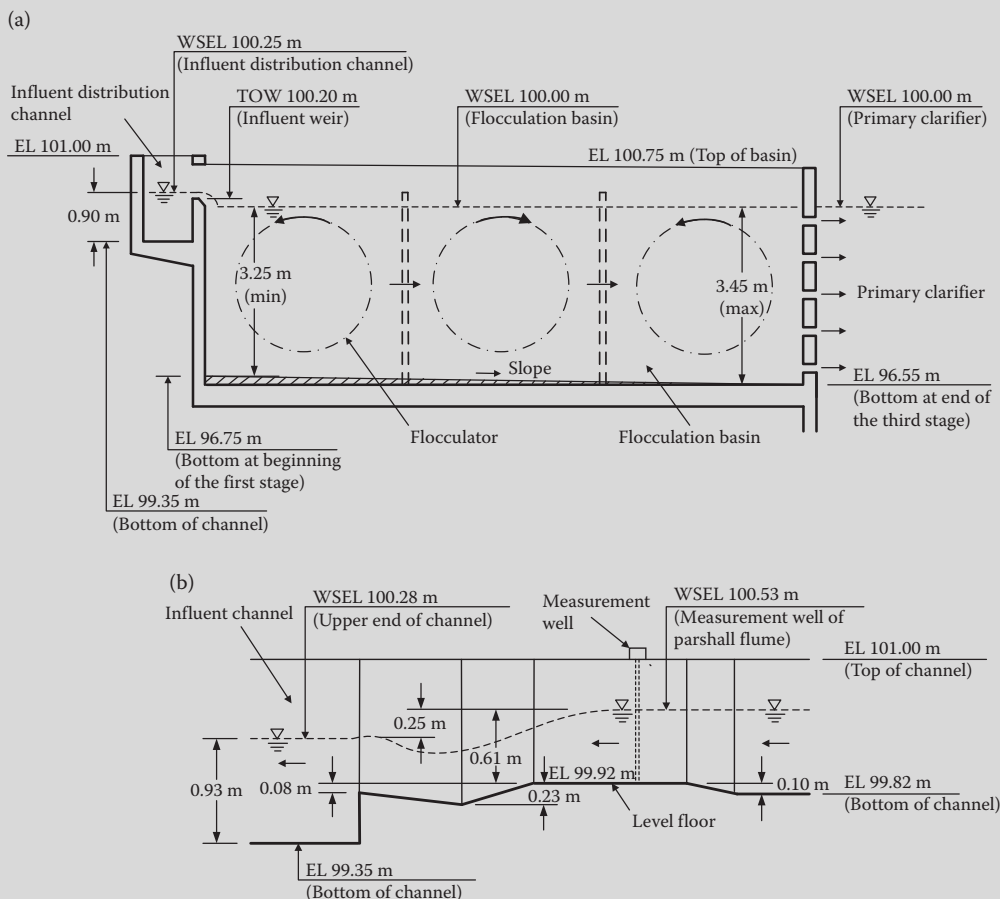 (a)
WSEL 100.25 m
(Influent distribution channel)
Influent distribution
channel
TOW 100.20 m
(Influent weir)
WSEL 100.00 m
(Flocculation basin)
WSEL 100.00 m
(Primary clarifier)
EL 101.00 m
EL 100.75 m (Top of basin)
0.90 m
3.25 m
(min)
3.45 m
(max)
Primary clarifier
Slope
EL 96.55 m
(Bottom at end of
the third stage)
Flocculator
Flocculation basin
EL 96.75 m
(Bottom at beginning
of the first stage)
EL 99.35 m
(Bottom of channel)
(b)
Influent channel
WSEL 100.28 m
(Upper end of channel)
Measurement
well
WSEL 100.53 m
(Measurement well of
parshall flume)
EL 101.00 m
(Top of channel)
0.25 m
0.61 m
0.93 m
0.08 m
EL 99.92 m
0.23 m
0.10 m
EL 99.82 m
(Bottom of channel)
Level floor
EL 99.35 m
(Bottom of channel)